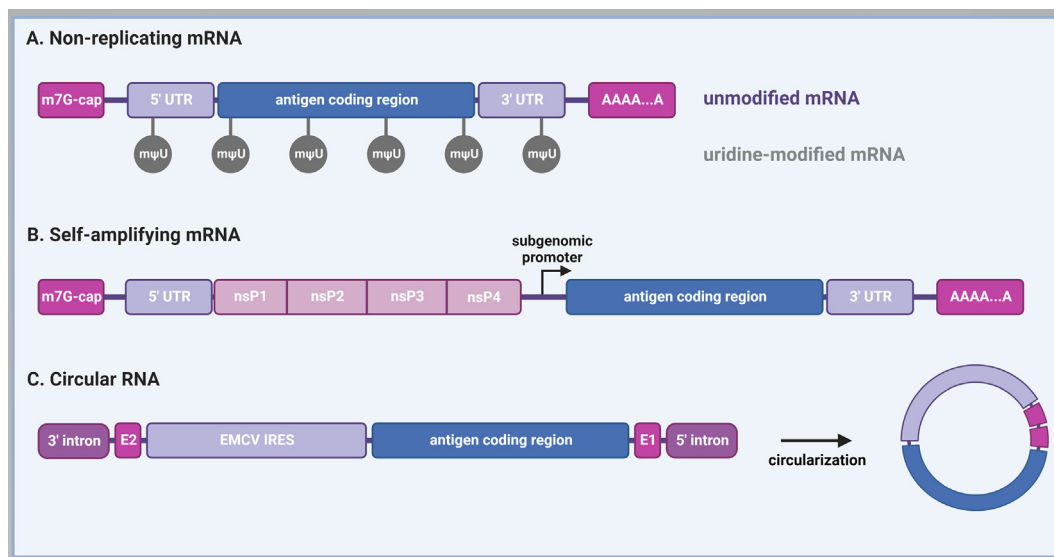 A. Non-replicating mRNA
m7G-cap 5' UTR antigen coding region 3' UTR AAAA...A unmodified mRNA
mψU mψU mψU mψU mψU mψU uridine-modified mRNA
B. Self-amplifying mRNA
subgenomic
promoter
m7G-cap 5' UTR nsP1 nsP2 nsP3 nsP4 antigen coding region 3' UTR AAAA...A
C. Circular RNA
3' intron E2 EMCV IRES antigen coding region E1 5' intron
circularization